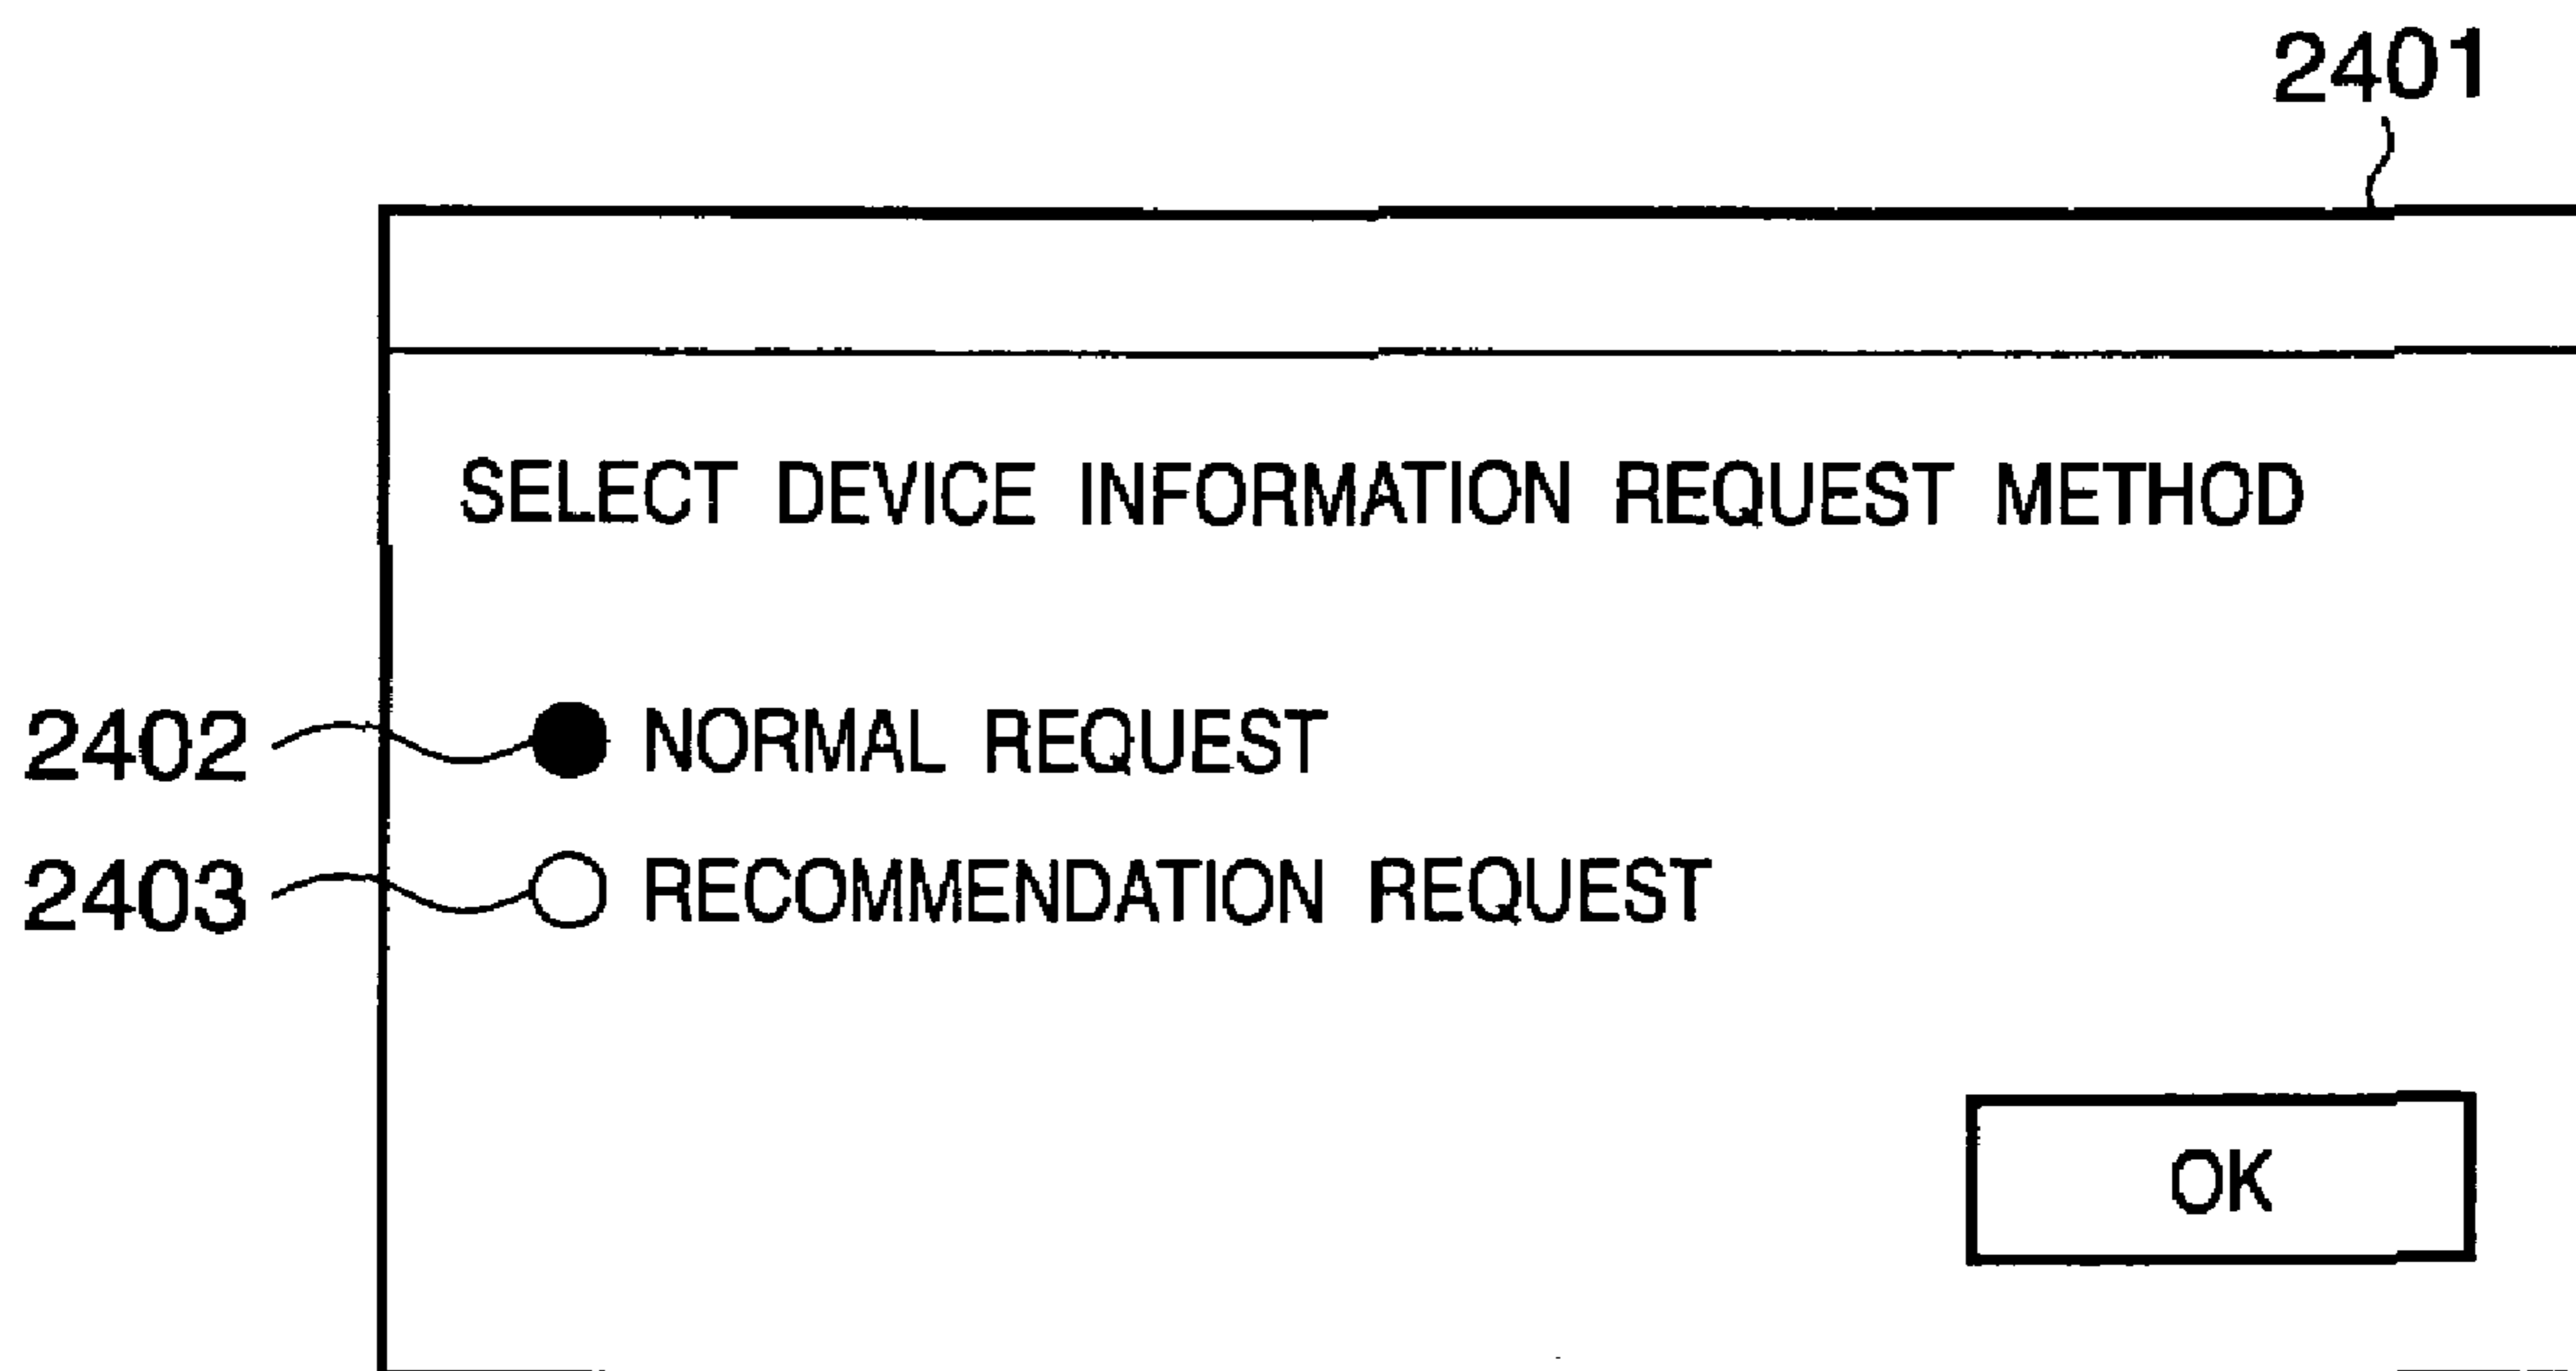 2401
SELECT DEVICE INFORMATION REQUEST METHOD
2402 NORMAL REQUEST
2403 RECOMMENDATION REQUEST
OK